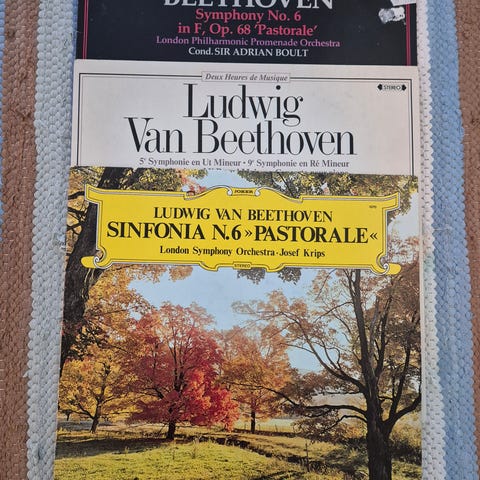 BEETHOVEN
Symphony No. 6
in F, Op. 68 'Pastorale'
London Philharmonic Promenade Orchestra
Cond. SIR ADRIAN BOULT
Deux Heures de Musique
STEREO
Ludwig
Van Beethoven
5e Symphonie en Ut Mineur • 9e Symphonie en Ré Mineur
JOKER
LUDWIG VAN BEETHOVEN
SINFONIA N.6 »PASTORALE«
London Symphony Orchestra - Josef Krips
STEREO